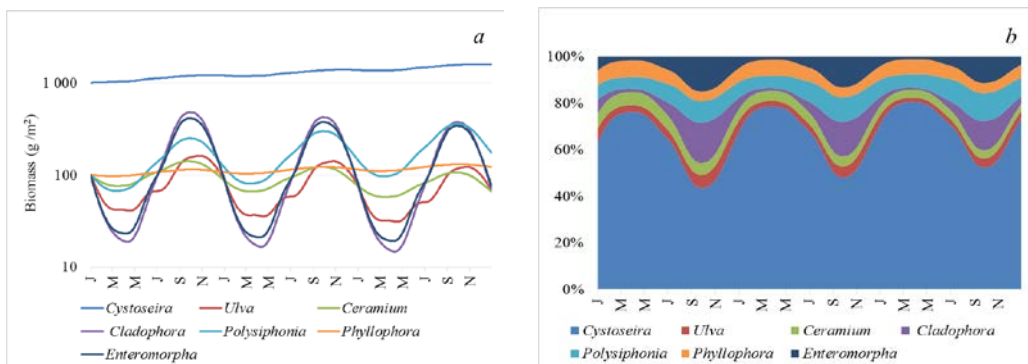 a
1 000
100
10
Biomass (g /m²)
J M M J S N J M M J S N J M M J S N
Cystoseira Ulva Ceramium
Cladophora Polysiphonia Phyllophora
Enteromorpha
b
100%
80%
60%
40%
20%
0%
J M M J S N J M M J S N J M M J S N
Cystoseira Ulva Ceramium Cladophora
Polysiphonia Phyllophora Enteromorpha